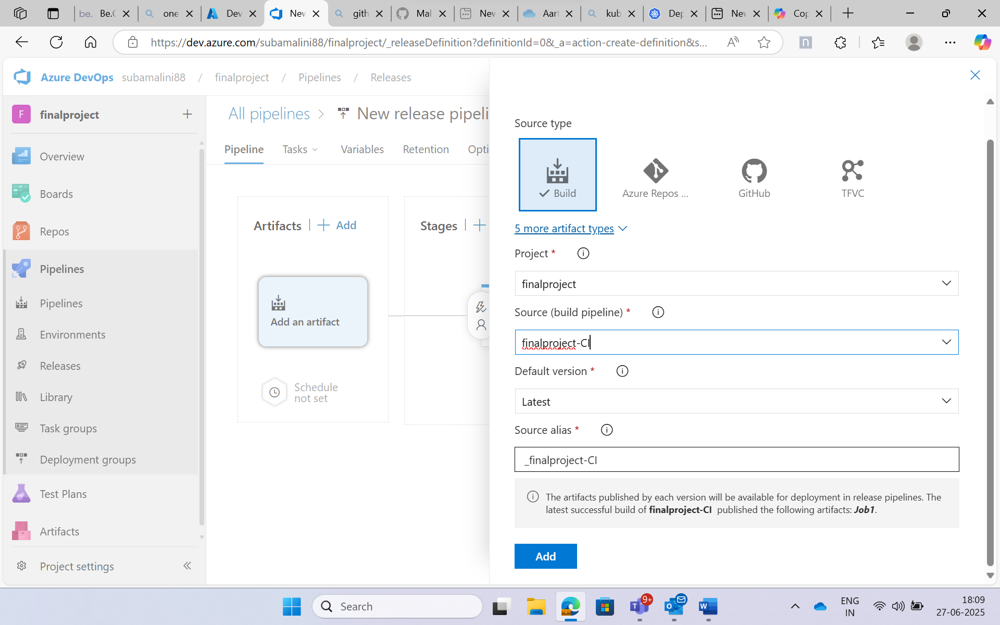 be. Be.(
one
Dev
New
gith
Mal
New
Aart
kub
Dep
New
Cop
https://dev.azure.com/subamalini88/finalproject/_releaseDefinition?definitionId=0&_a=action-create-definition&s...
Azure DevOps subamalini88 / finalproject / Pipelines / Releases
F finalproject
Overview
Boards
Repos
Pipelines
Pipelines
Environments
Releases
Library
Task groups
Deployment groups
Test Plans
Artifacts
Project settings
All pipelines > New release pipeli
Pipeline Tasks Variables Retention Opti
Artifacts | + Add
Stages | +
Add an artifact
Schedule
not set
Source type
Build
Azure Repos ...
GitHub
TFVC
5 more artifact types
Project *
finalproject
Source (build pipeline) *
finalproject-CI
Default version *
Latest
Source alias *
_finalproject-CI
The artifacts published by each version will be available for deployment in release pipelines. The
latest successful build of finalproject-CI published the following artifacts: Job1.
Add
Search
9+
ENG
IN
18:09
27-06-2025